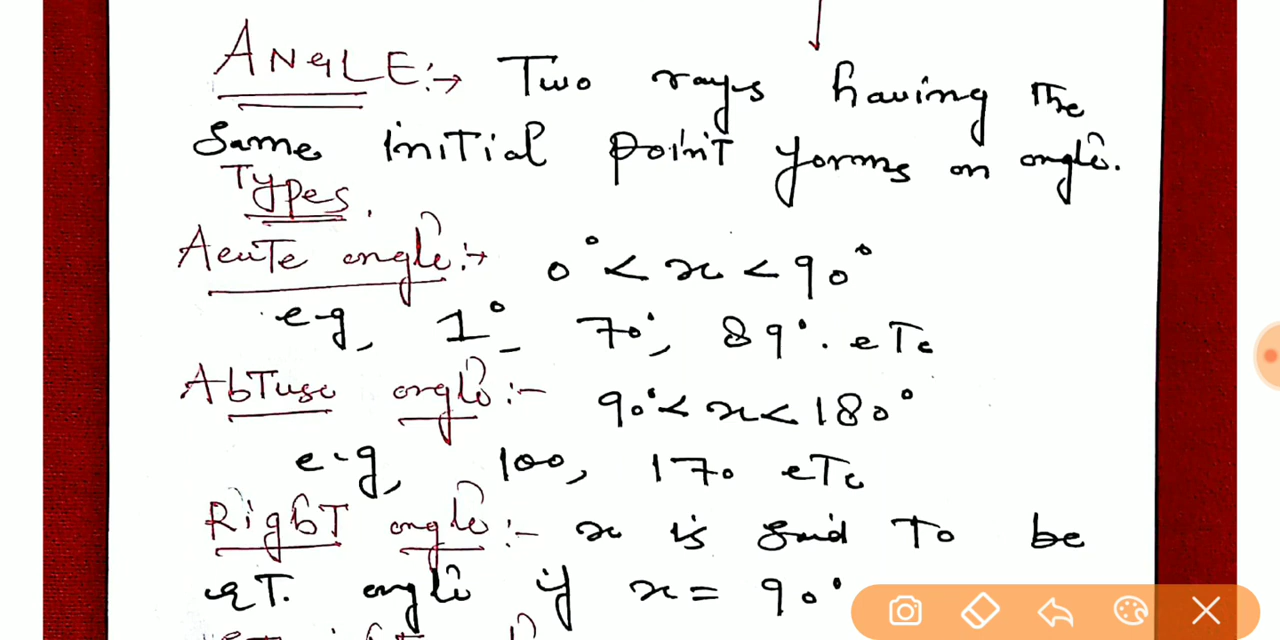 ANGLE:→ Two rays having the
same initial point forms an angle.
Types.
Acute angle:→ 0° < x < 90°
e-g, 1°, 70°, 89°. etc
Abtuse angle:- 90° < x < 180°
e-g, 100, 170 etc
Right angle:- x is said to be
rt. angle if x = 90°